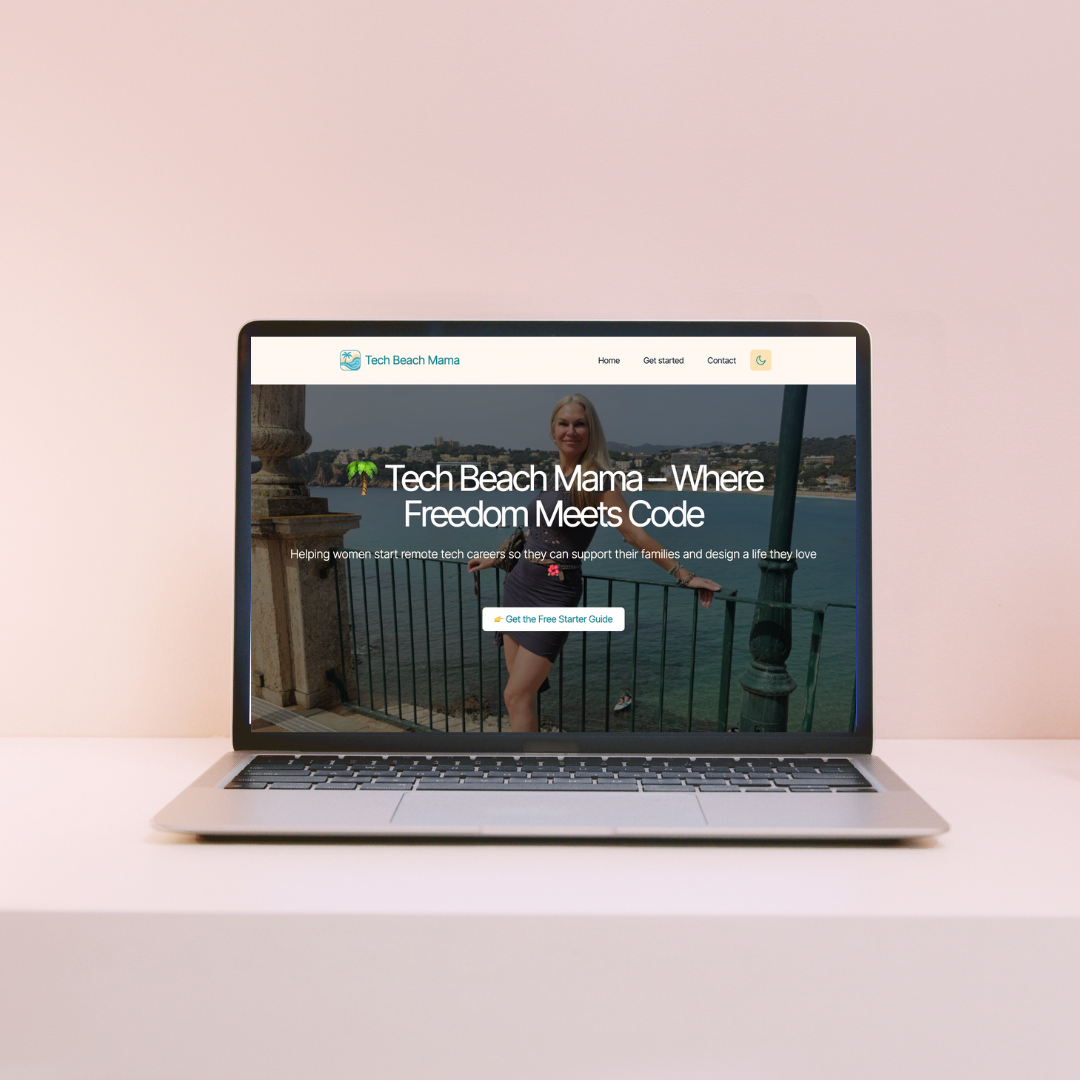 Tech Beach Mama
Home Get started Contact
🌴 Tech Beach Mama – Where
Freedom Meets Code
Helping women start remote tech careers so they can support their families and design a life they love
🌺
👉 Get the Free Starter Guide